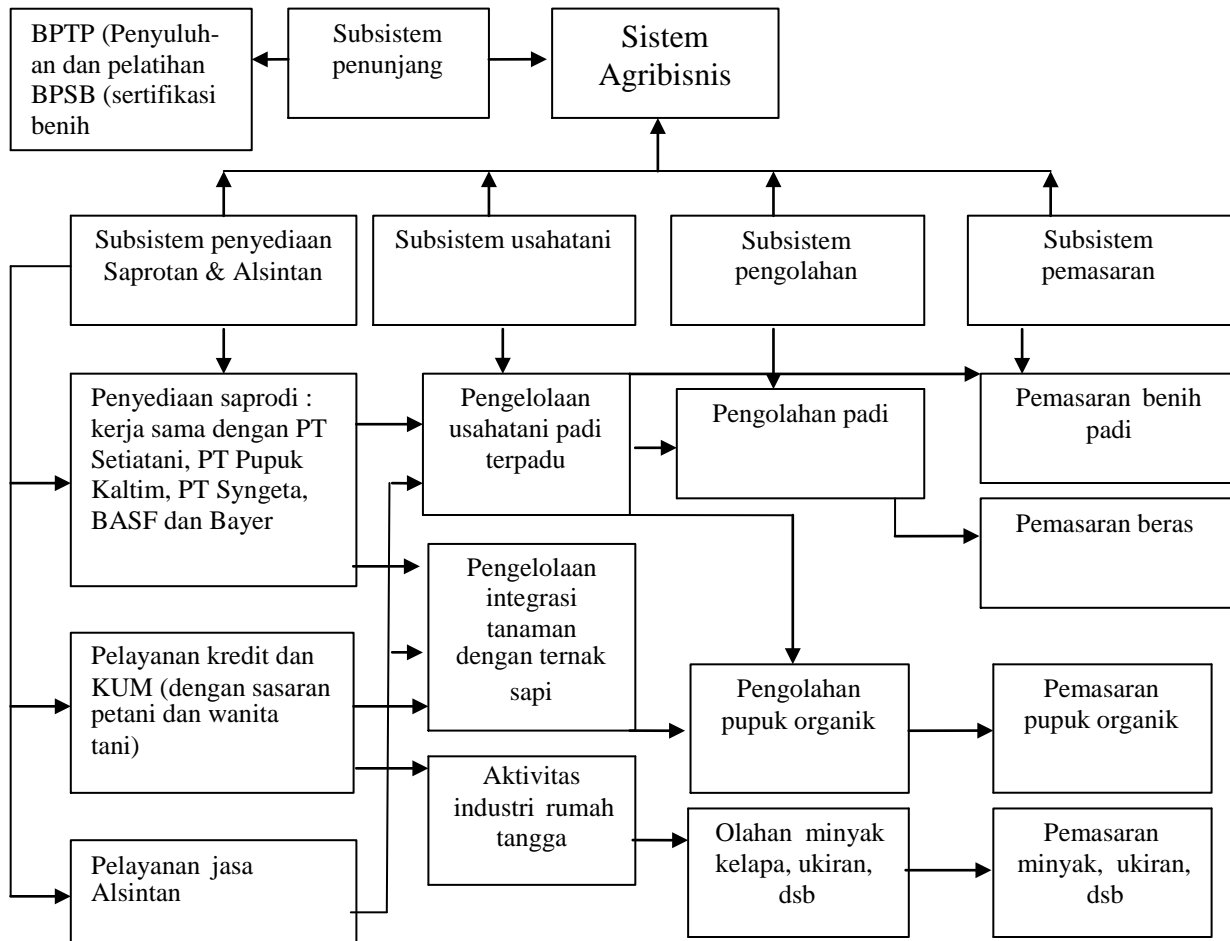 BPTP (Penyuluh-
an dan pelatihan
BPSB (sertifikasi
benih
Subsistem
penunjang
Sistem
Agribisnis
Subsistem penyediaan
Saprotan & Alsintan
Subsistem usahatani
Subsistem
pengolahan
Subsistem
pemasaran
Penyediaan saprodi :
kerja sama dengan PT
Setiatani, PT Pupuk
Kaltim, PT Syngeta,
BASF dan Bayer
Pengelolaan
usahatani padi
terpadu
Pengolahan padi
Pemasaran benih
padi
Pemasaran beras
Pengelolaan
integrasi
tanaman
dengan ternak
sapi
Pelayanan kredit dan
KUM (dengan sasaran
petani dan wanita
tani)
Pengolahan
pupuk organik
Pemasaran
pupuk organik
Aktivitas
industri rumah
tangga
Olahan minyak
kelapa, ukiran,
dsb
Pemasaran
minyak, ukiran,
dsb
Pelayanan jasa
Alsintan